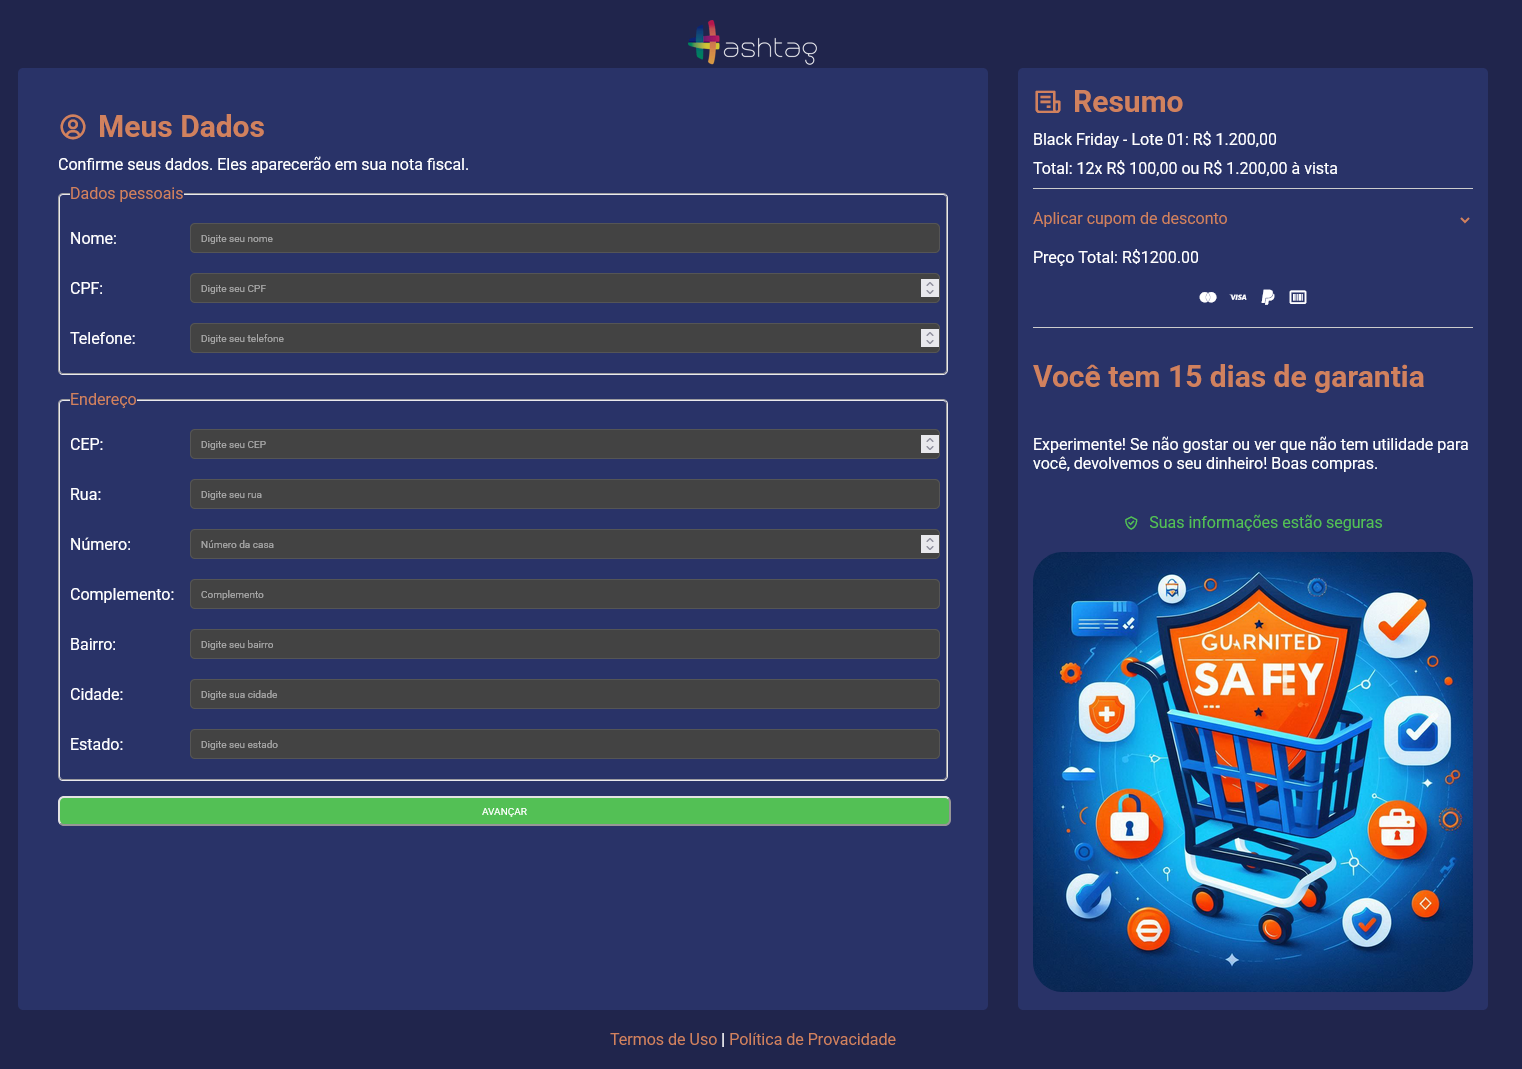 ashtag
Meus Dados
Confirme seus dados. Eles aparecerão em sua nota fiscal.
Dados pessoais
Nome:
Digite seu nome
CPF:
Digite seu CPF
Telefone:
Digite seu telefone
Endereço
CEP:
Digite seu CEP
Rua:
Digite seu rua
Número:
Número da casa
Complemento:
Complemento
Bairro:
Digite seu bairro
Cidade:
Digite sua cidade
Estado:
Digite seu estado
AVANÇAR
Resumo
Black Friday - Lote 01: R$ 1.200,00
Total: 12x R$ 100,00 ou R$ 1.200,00 à vista
Aplicar cupom de desconto
Preço Total: R$1200.00
VISA
Você tem 15 dias de garantia
Experimente! Se não gostar ou ver que não tem utilidade para
você, devolvemos o seu dinheiro! Boas compras.
Suas informações estão seguras
GUARNITED
SAFEY
Termos de Uso | Política de Provacidade